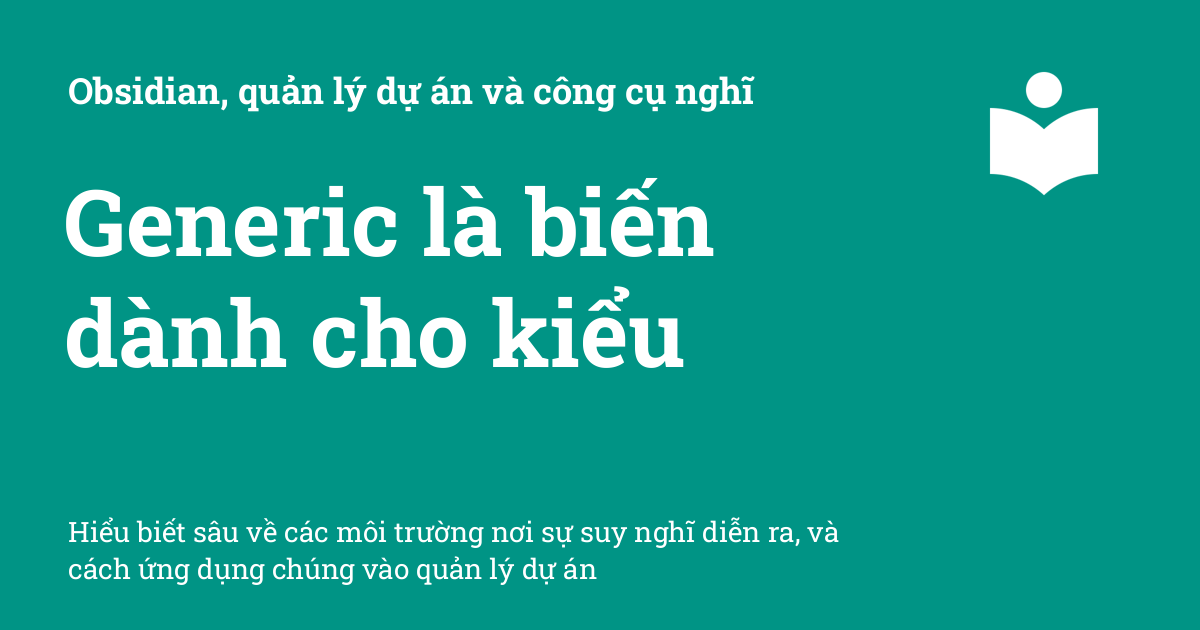 Obsidian, quản lý dự án và công cụ nghĩ
Generic là biến
dành cho kiểu
Hiểu biết sâu về các môi trường nơi sự suy nghĩ diễn ra, và
cách ứng dụng chúng vào quản lý dự án